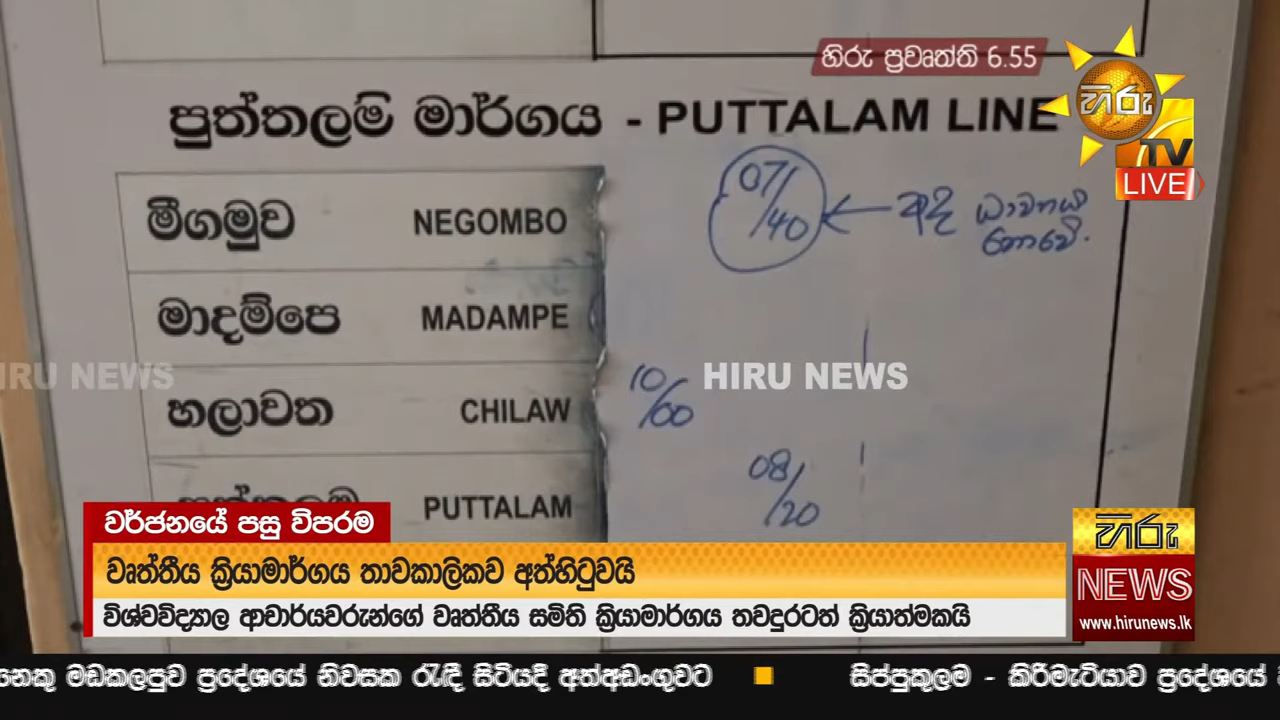 හිරු ප්‍රවෘත්ති 6.55
හිරු
TV
LIVE
පුත්තලම් මාර්ගය - PUTTALAM LINE
මීගමුව NEGOMBO 07/40 ← අද ධාවනය
නොවේ.
මාදම්පෙ MADAMPE
හලාවත CHILAW 10/00
HIRU NEWS
HIRU NEWS
PUTTALAM 08/20
වර්ජනයේ පසු විපරම
වෘත්තීය ක්‍රියාමාර්ගය තාවකාලිකව අත්හිටුවයි
විශ්වවිද්‍යාල ආචාර්යවරුන්ගේ වෘත්තීය සමිති ක්‍රියාමාර්ගය තවදුරටත් ක්‍රියාත්මකයි
හිරු
NEWS
www.hirunews.lk
මඩකලපුව ප්‍රදේශයේ නිවසක රැඳී සිටියදී අත්අඩංගුවට සිප්පුකුලම - කිරිමැටියාව ප්‍රදේශයේ